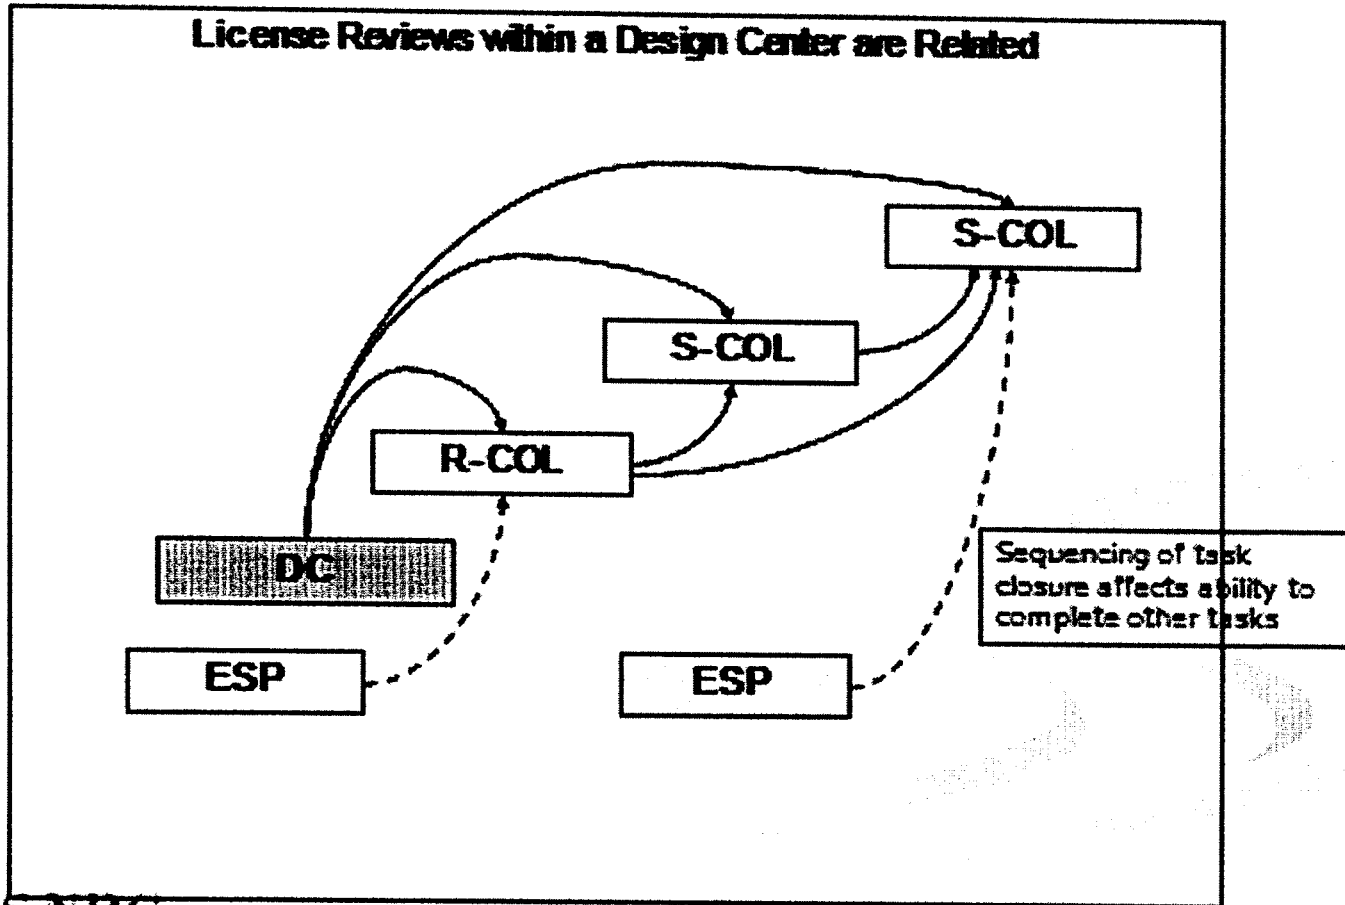 License Reviews within a Design Center are Related
S-COL
S-COL
R-COL
DC
Sequencing of task
closure affects ability to
complete other tasks
ESP
ESP